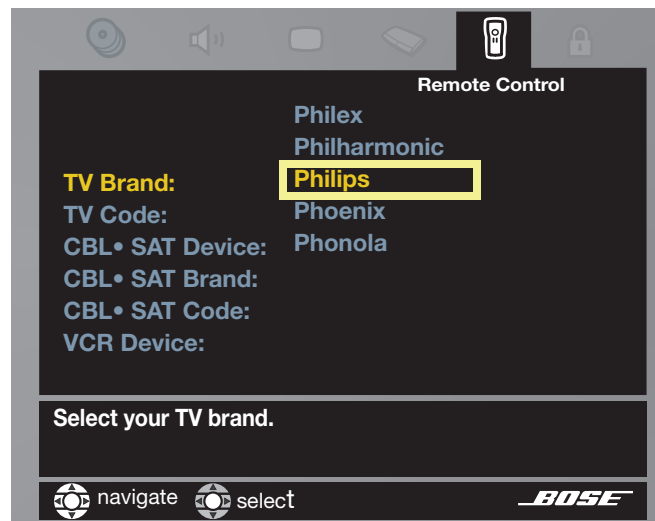 Remote Control
Philex
Philharmonic
TV Brand: Philips
TV Code: Phoenix
CBL• SAT Device: Phonola
CBL• SAT Brand:
CBL• SAT Code:
VCR Device:
Select your TV brand.
navigate select BOSE